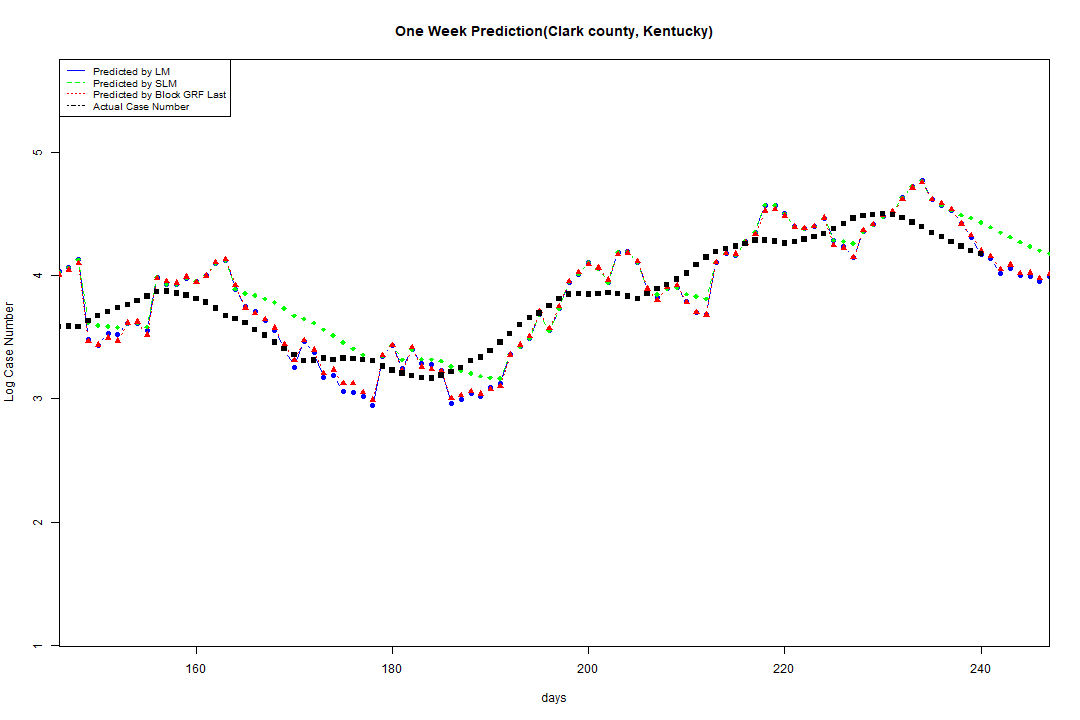 One Week Prediction(Clark county, Kentucky)
Predicted by LM
Predicted by SLM
Predicted by Block GRF Last
Actual Case Number
5
4
3
2
1
Log Case Number
160
180
200
220
240
days